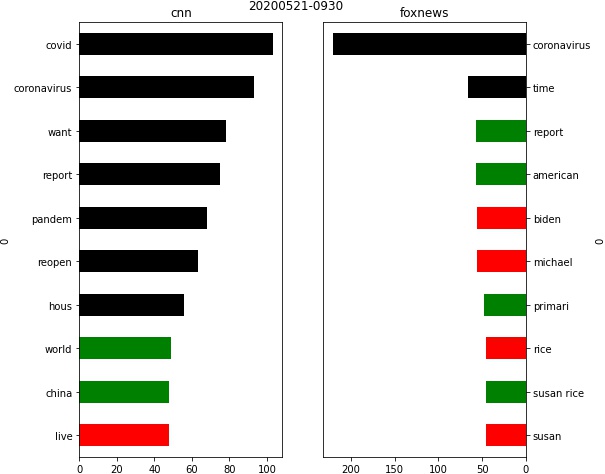 20200521-0930
cnn
foxnews
covid
coronavirus
want
report
pandem
reopen
hous
world
china
live
0
0 20 40 60 80 100
coronavirus
time
report
american
biden
michael
primari
rice
susan rice
susan
0
200 150 100 50 0